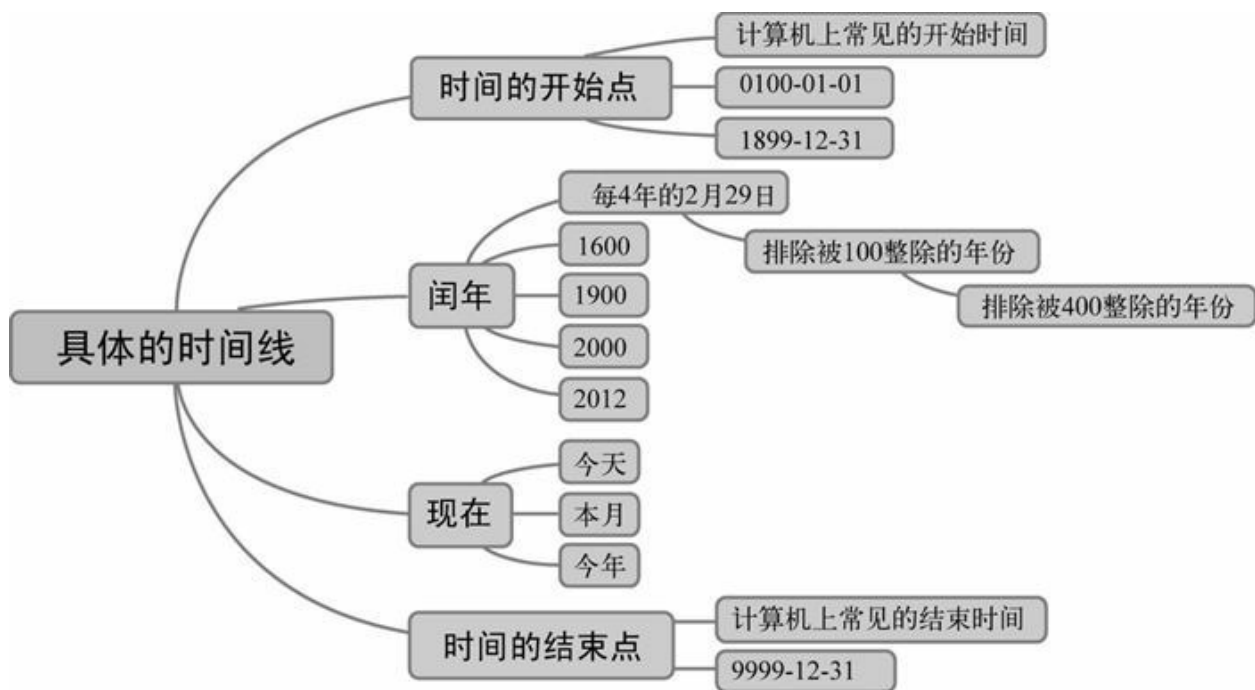 具体的时间线
时间的开始点
计算机上常见的开始时间
0100-01-01
1899-12-31
闰年
每4年的2月29日
排除被100整除的年份
排除被400整除的年份
1600
1900
2000
2012
现在
今天
本月
今年
时间的结束点
计算机上常见的结束时间
9999-12-31